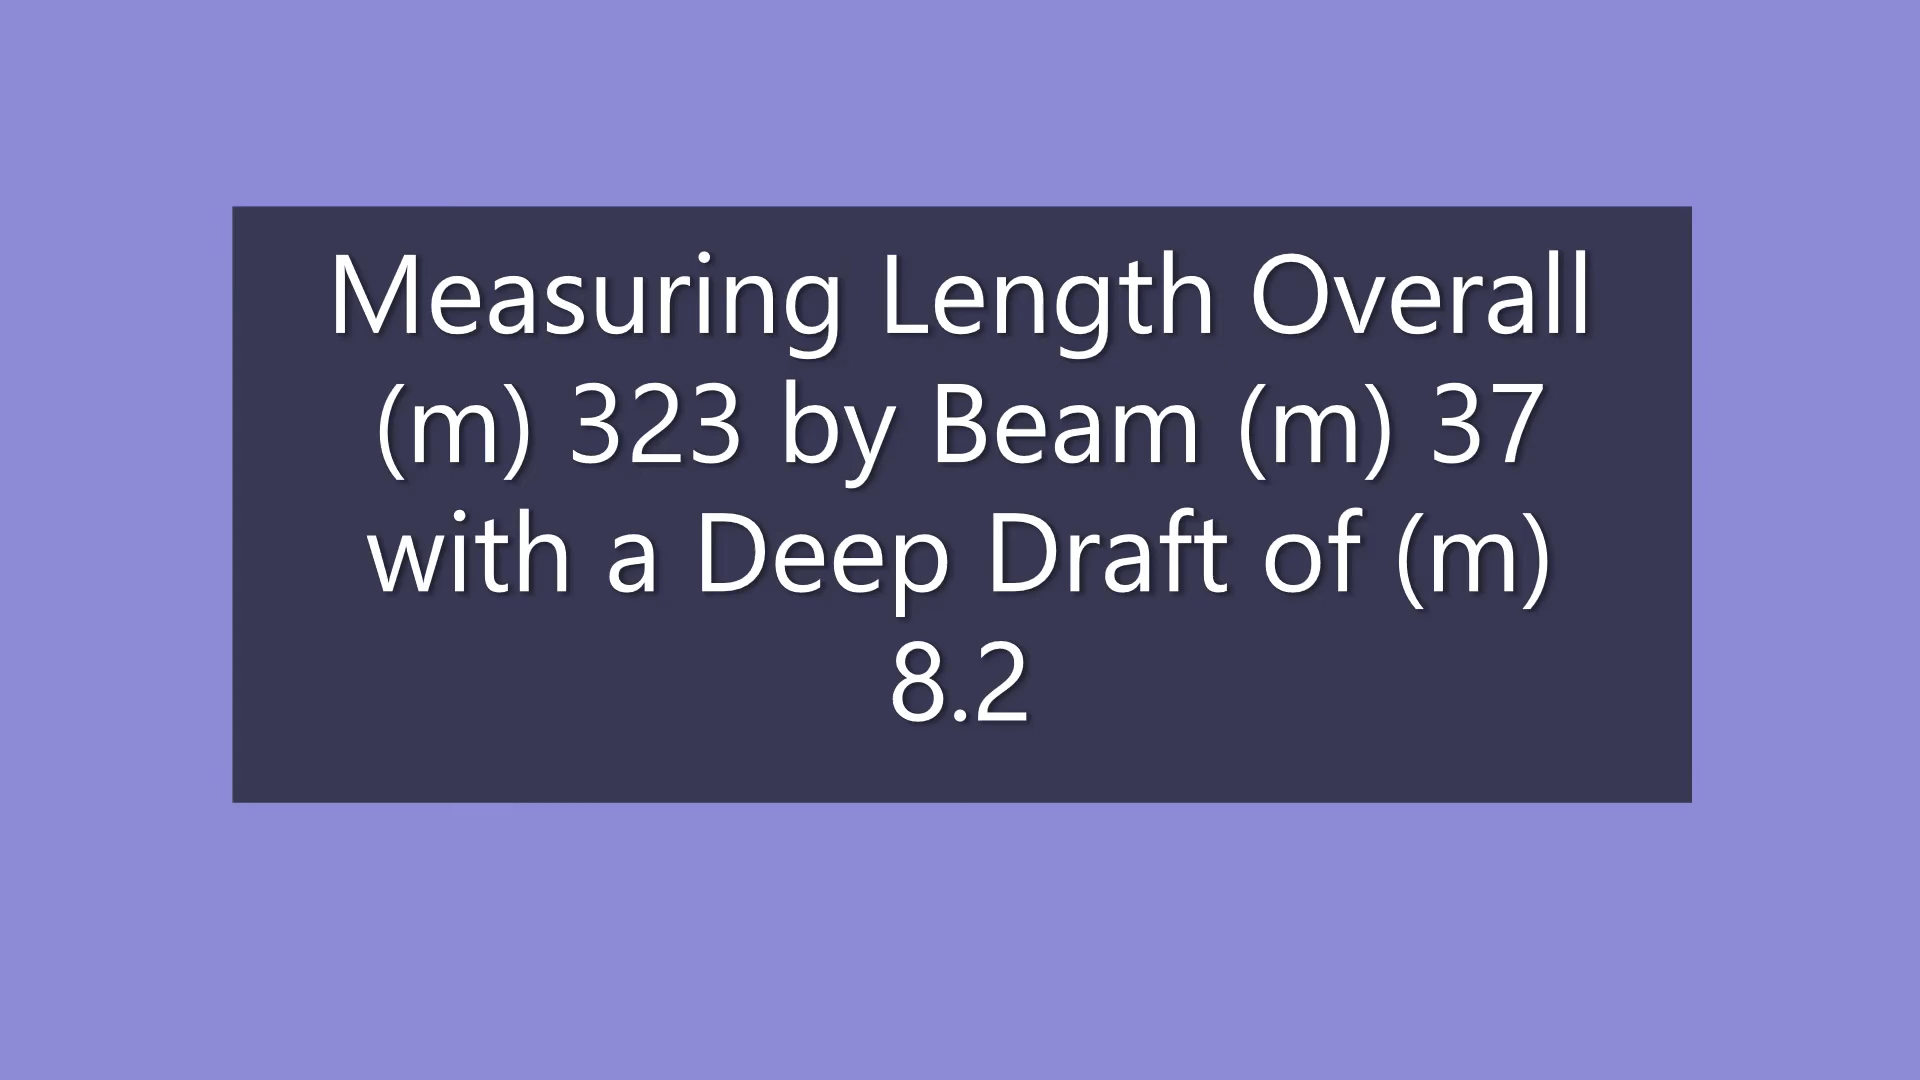 Measuring Length Overall
(m) 323 by Beam (m) 37
with a Deep Draft of (m)
8.2